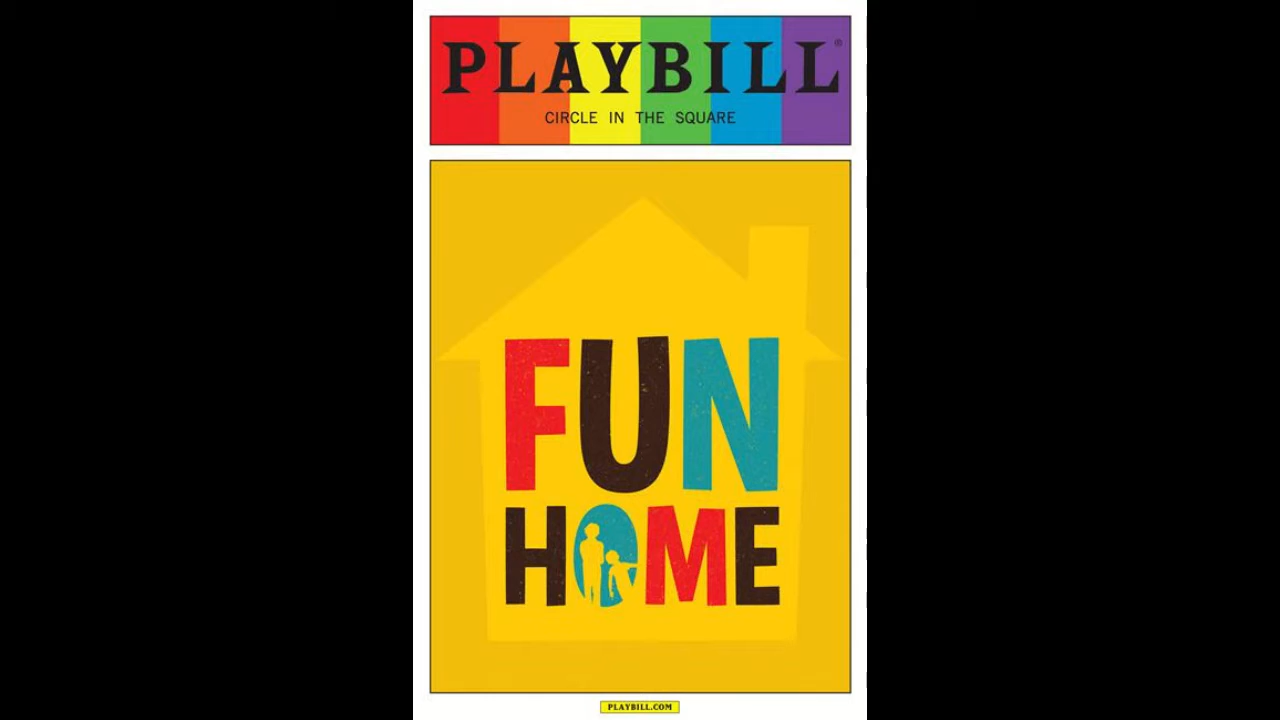 PLAYBILL®
CIRCLE IN THE SQUARE
FUN
HOME
PLAYBILL.COM